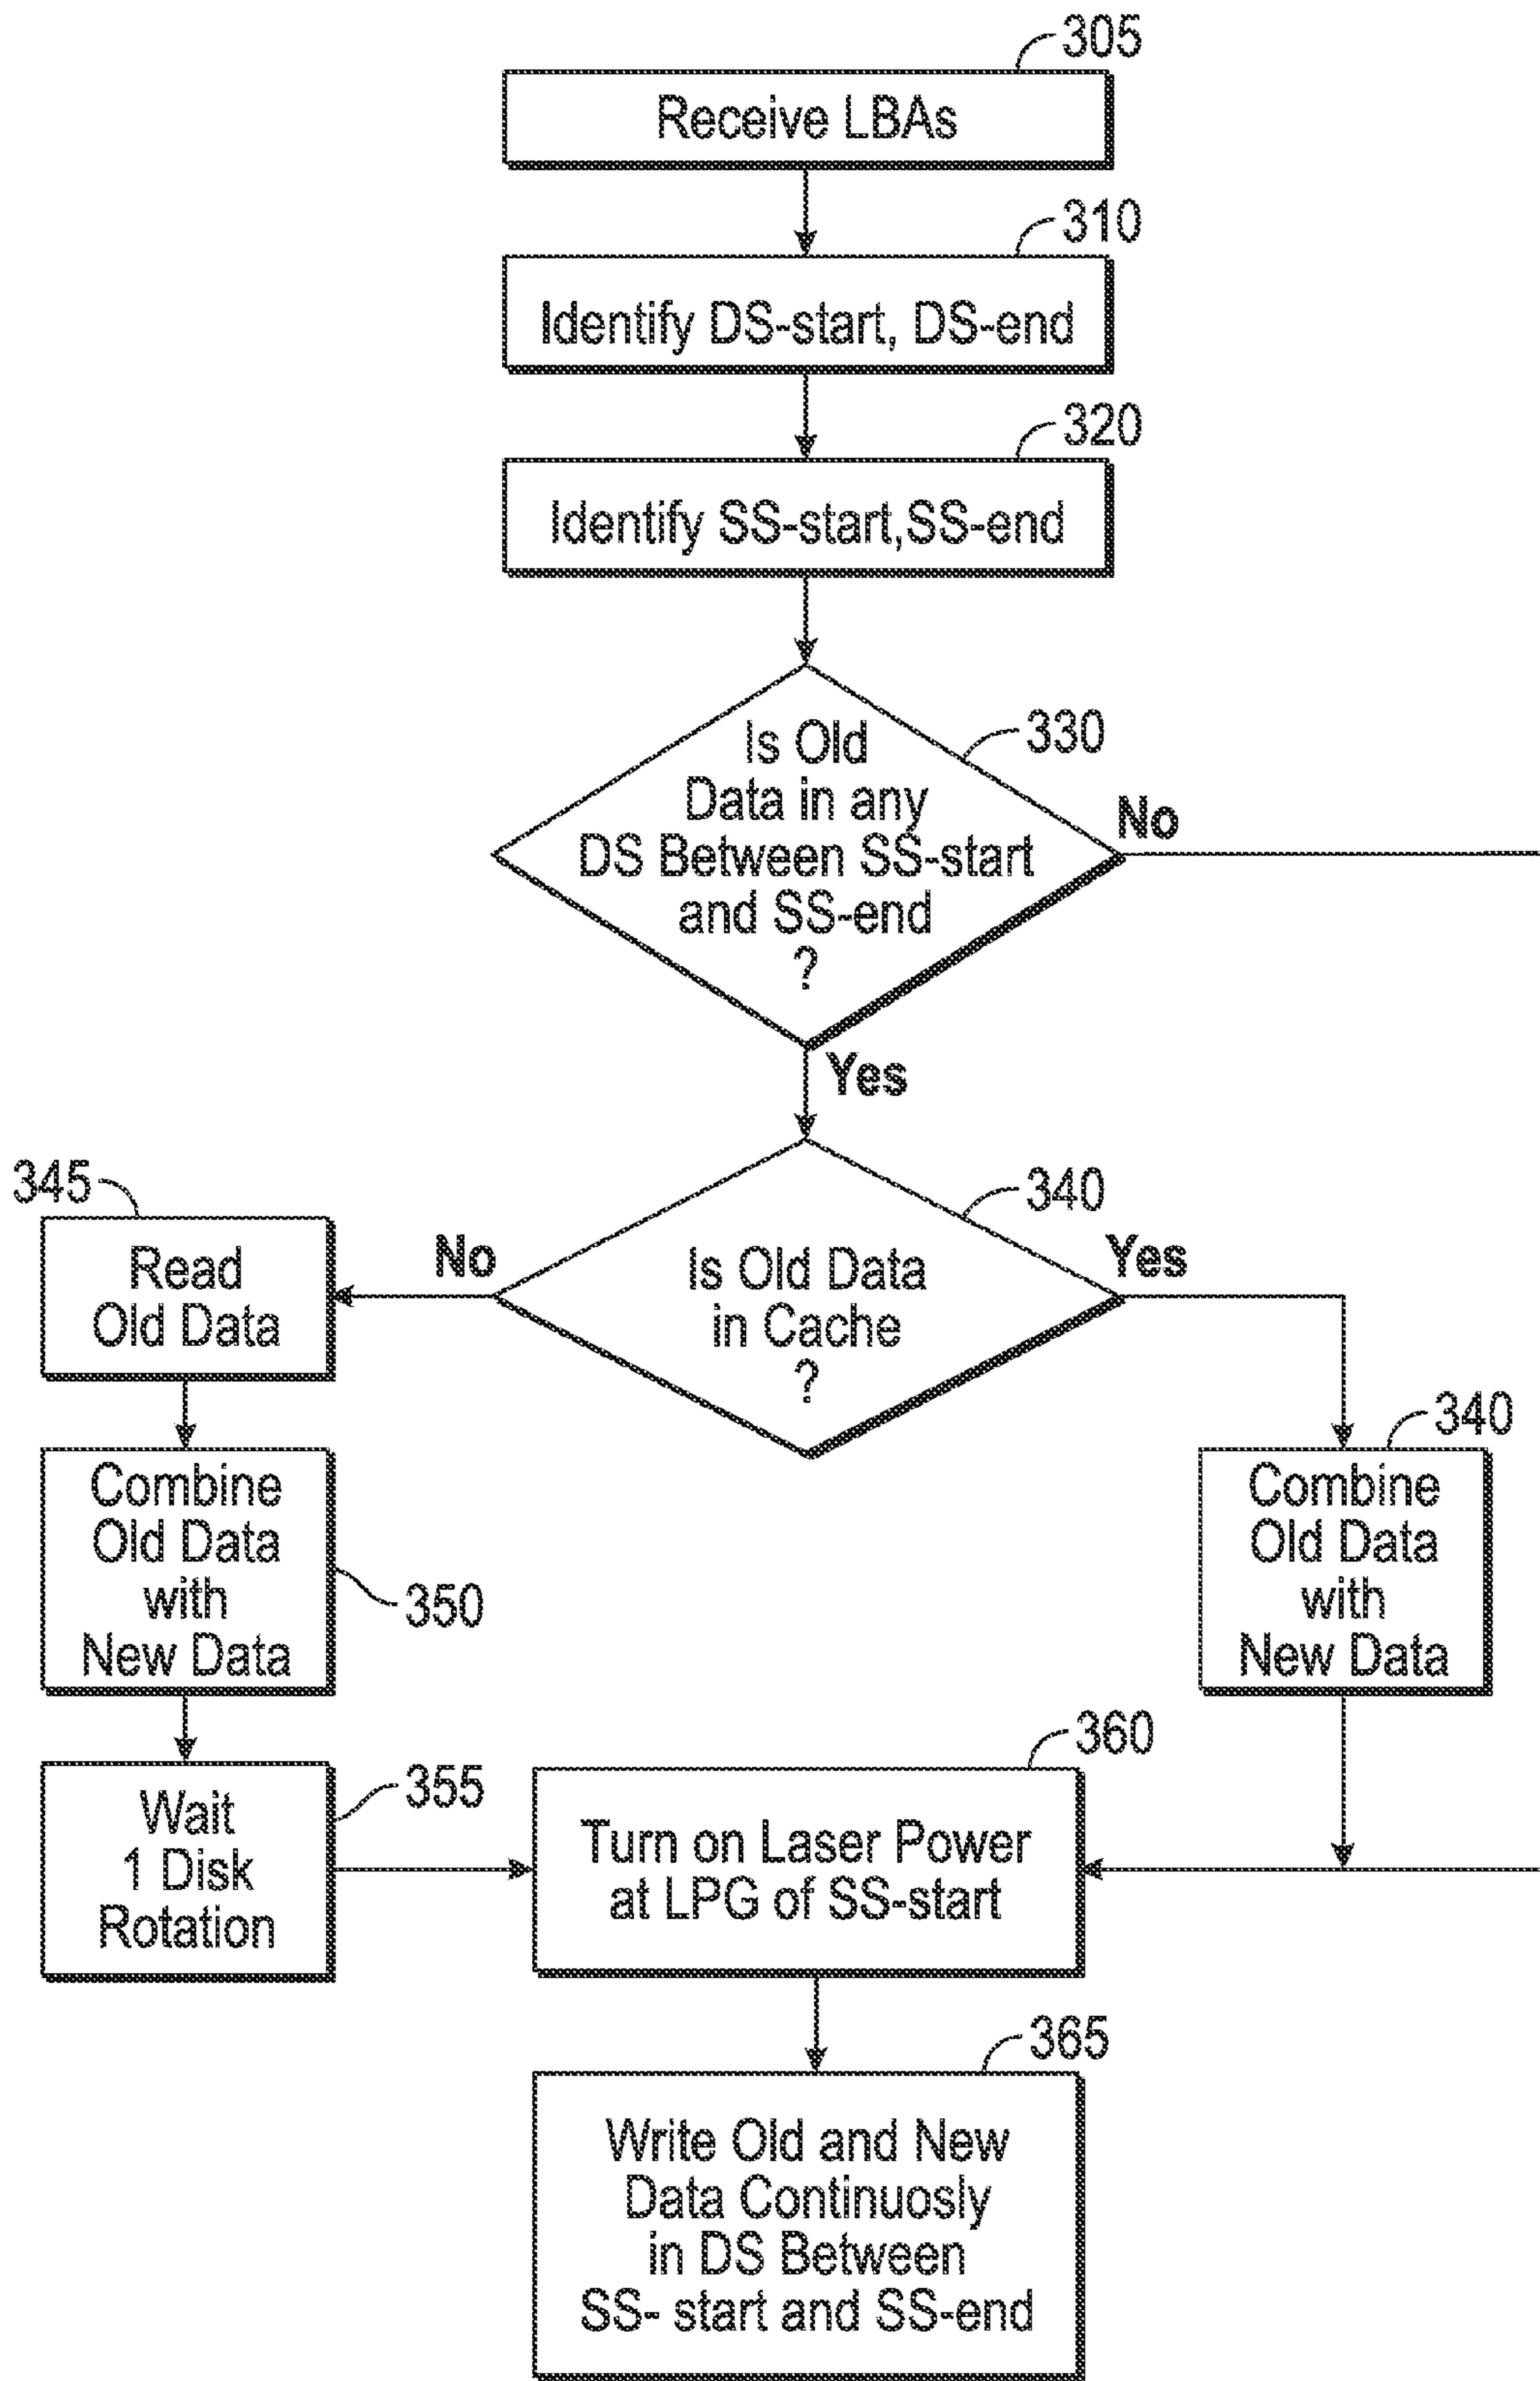 305
Receive LBAs
310
Identify DS-start, DS-end
320
Identify SS-start,SS-end
330
Is Old
Data in any
DS Between SS-start
and SS-end
?
No
Yes
340
Is Old Data
in Cache
?
No
Yes
345
Read
Old Data
340
Combine
Old Data
with
New Data
350
Combine
Old Data
with
New Data
355
Wait
1 Disk
Rotation
360
Turn on Laser Power
at LPG of SS-start
365
Write Old and New
Data Continuosly
in DS Between
SS- start and SS-end